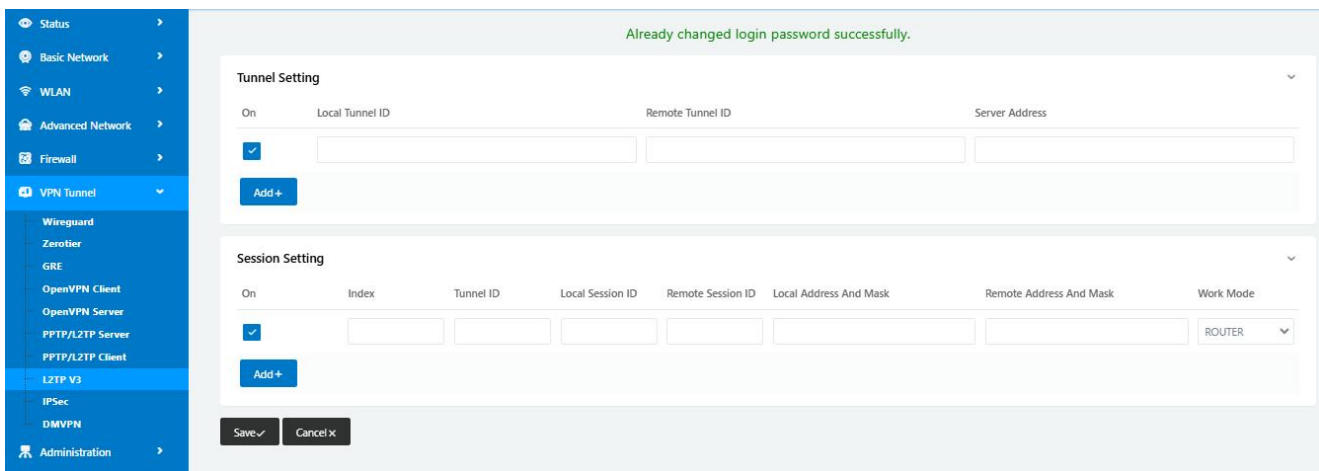 Status
Basic Network
WLAN
Advanced Network
Firewall
VPN Tunnel
Wireguard
Zerotier
GRE
OpenVPN Client
OpenVPN Server
PPTP/L2TP Server
PPTP/L2TP Client
L2TP V3
IPSec
DMVPN
Administration
Already changed login password successfully.
Tunnel Setting
On Local Tunnel ID Remote Tunnel ID Server Address
Add+
Session Setting
On Index Tunnel ID Local Session ID Remote Session ID Local Address And Mask Remote Address And Mask Work Mode
ROUTER
Add+
Save Cancel